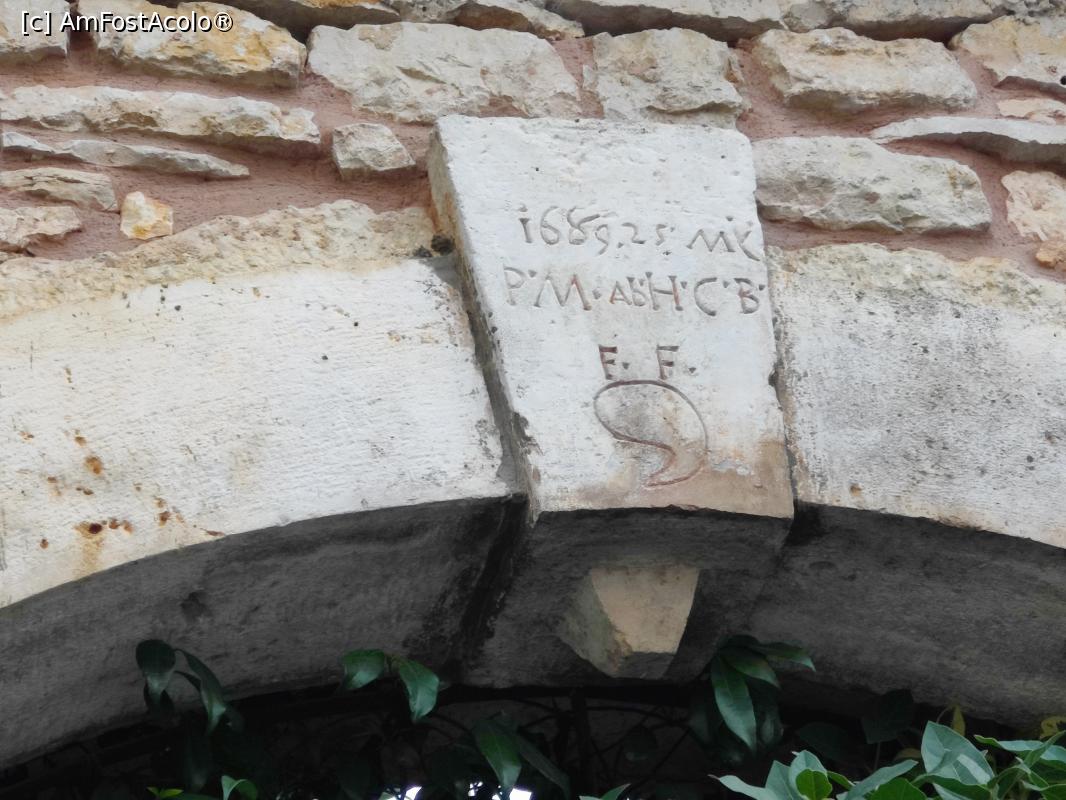 [c] AmFostAcolo®
1689. 25: MK
P·M·AB·H·C·B·
F. F.